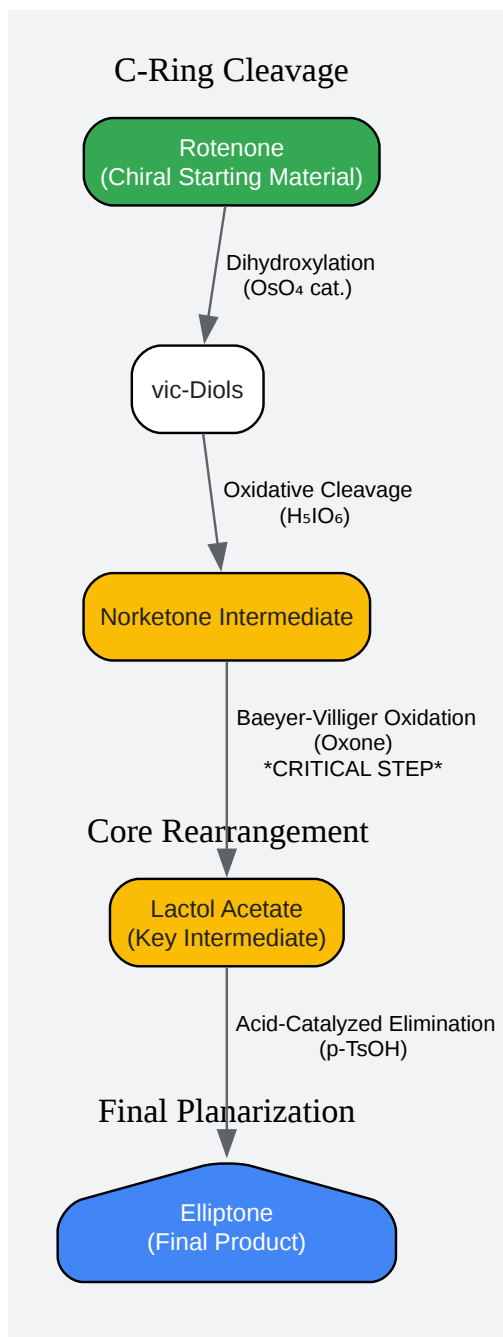 C-Ring Cleavage
Rotenone
(Chiral Starting Material)
Dihydroxylation
(OsO₄ cat.)
vic-Diols
Oxidative Cleavage
(H₅IO₆)
Norketone Intermediate
Baeyer-Villiger Oxidation
(Oxone)
*CRITICAL STEP*
Core Rearrangement
Lactol Acetate
(Key Intermediate)
Acid-Catalyzed Elimination
(p-TsOH)
Final Planarization
Elliptone
(Final Product)